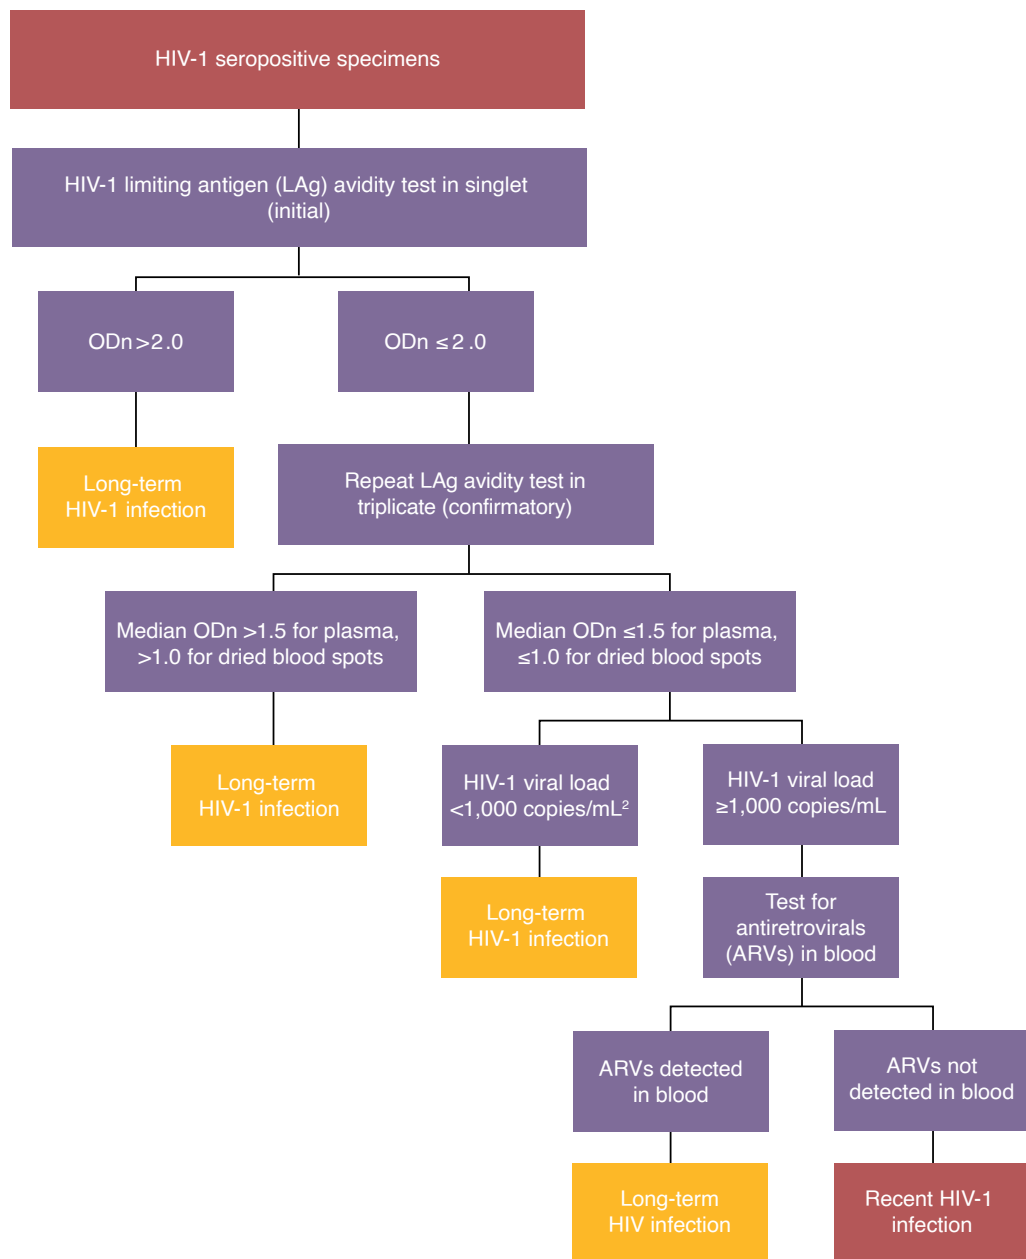 HIV-1 seropositive specimens
HIV-1 limiting antigen (LAg) avidity test in singlet
(initial)
ODn >2.0
ODn ≤ 2.0
Long-term
HIV-1 infection
Repeat LAg avidity test in
triplicate (confirmatory)
Median ODn >1.5 for plasma,
>1.0 for dried blood spots
Median ODn ≤1.5 for plasma,
≤1.0 for dried blood spots
Long-term
HIV-1 infection
HIV-1 viral load
<1,000 copies/mL²
HIV-1 viral load
≥1,000 copies/mL
Long-term
HIV-1 infection
Test for
antiretrovirals
(ARVs) in blood
ARVs detected
in blood
ARVs not
detected in blood
Long-term
HIV infection
Recent HIV-1
infection